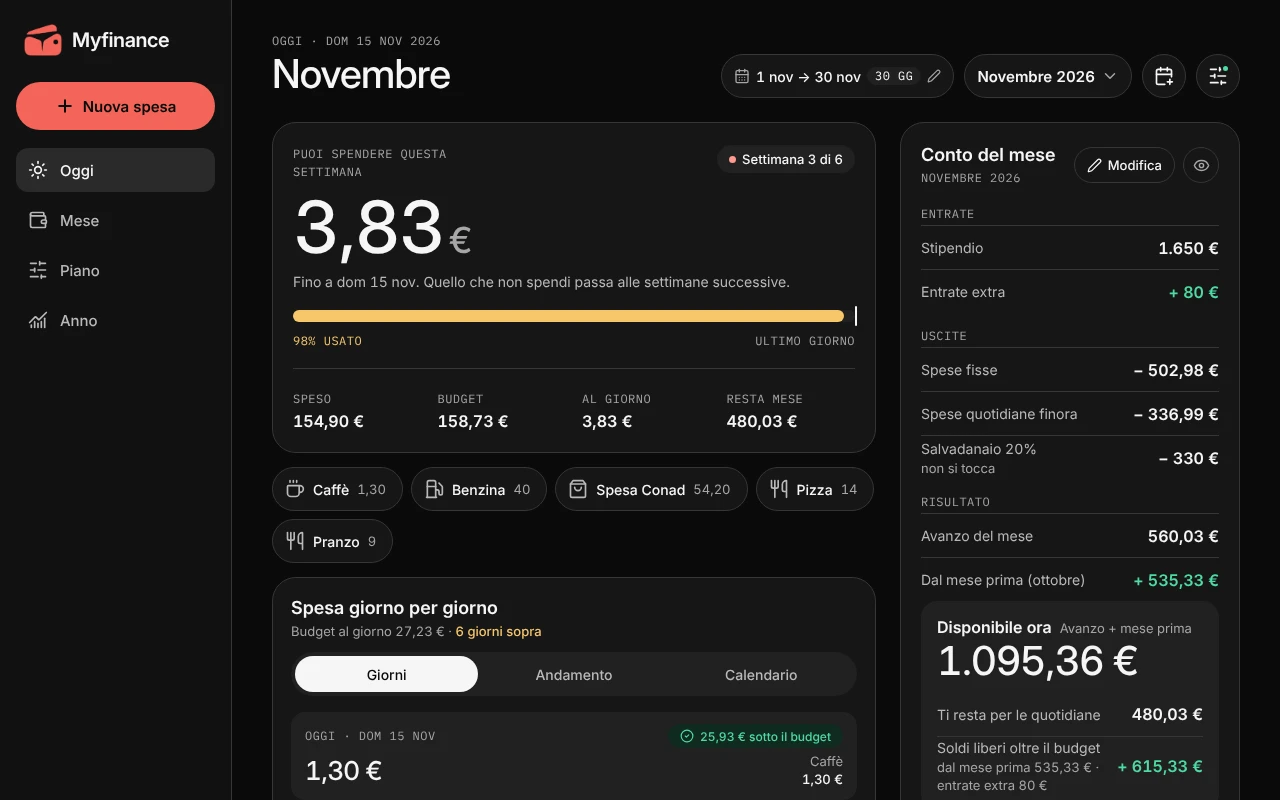 Myfinance
Nuova spesa
Oggi
Mese
Piano
Anno
OGGI · DOM 15 NOV 2026
Novembre
1 nov → 30 nov 30 GG
Novembre 2026
PUOI SPENDERE QUESTA
SETTIMANA
Settimana 3 di 6
3,83 €
Fino a dom 15 nov. Quello che non spendi passa alle settimane successive.
98% USATO
ULTIMO GIORNO
SPESO
BUDGET
AL GIORNO
RESTA MESE
154,90 €
158,73 €
3,83 €
480,03 €
Caffè 1,30
Benzina 40
Spesa Conad 54,20
Pizza 14
Pranzo 9
Spesa giorno per giorno
Budget al giorno 27,23 € · 6 giorni sopra
Giorni
Andamento
Calendario
OGGI · DOM 15 NOV
25,93 € sotto il budget
1,30 €
Caffè
1,30 €
Conto del mese
NOVEMBRE 2026
Modifica
ENTRATE
Stipendio 1.650 €
Entrate extra + 80 €
USCITE
Spese fisse – 502,98 €
Spese quotidiane finora – 336,99 €
Salvadanaio 20%
non si tocca
– 330 €
RISULTATO
Avanzo del mese 560,03 €
Dal mese prima (ottobre) + 535,33 €
Disponibile ora Avanzo + mese prima
1.095,36 €
Ti resta per le quotidiane 480,03 €
Soldi liberi oltre il budget
dal mese prima 535,33 € ·
entrate extra 80 €
+ 615,33 €